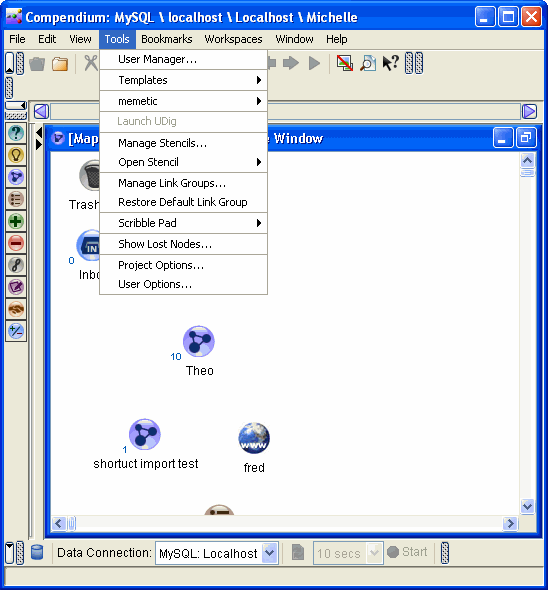 Compendium: MySQL \ localhost \ Localhost \ Michelle
File Edit View Tools Bookmarks Workspaces Window Help
User Manager...
Templates
memetic
Launch UDig
Manage Stencils...
Open Stencil
Manage Link Groups...
Restore Default Link Group
Scribble Pad
Show Lost Nodes...
Project Options...
User Options...
[Map e Window
Trash
IN
0
Inbo
10
Theo
1
shortuct import test
www
fred
Data Connection: MySQL: Localhost 10 secs Start